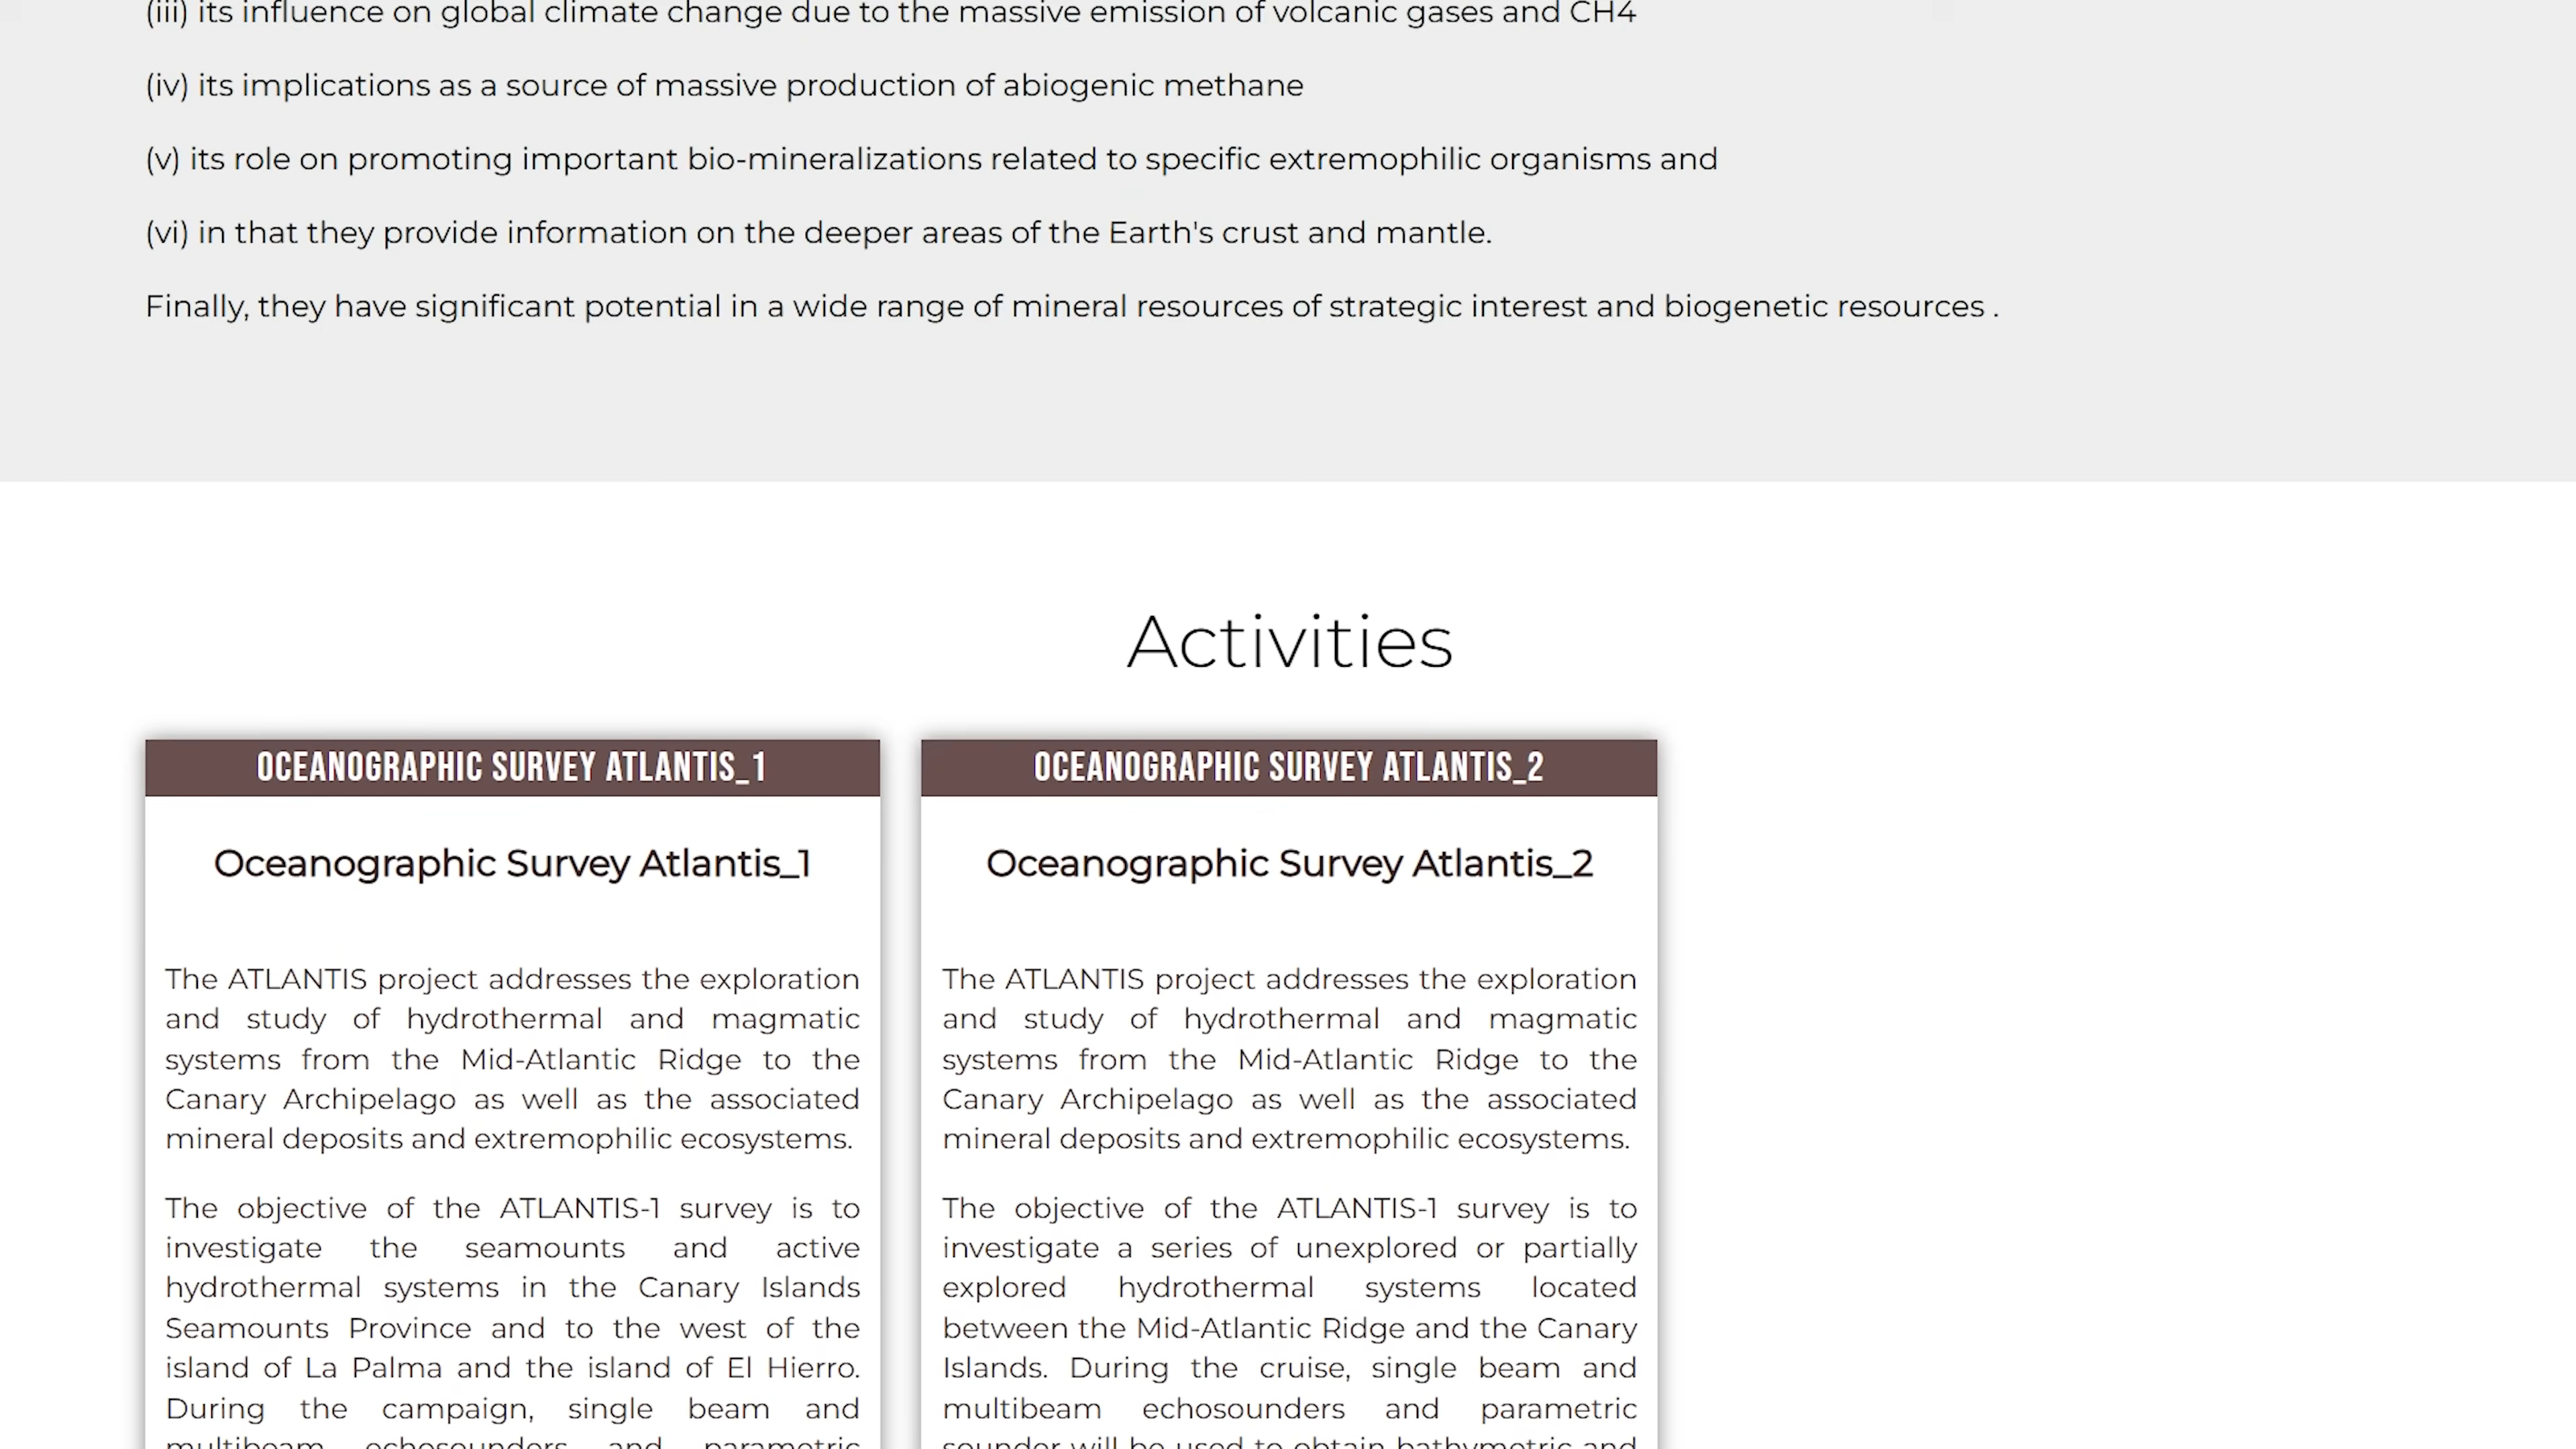 (iii) its influence on global climate change due to the massive emission of volcanic gases and CH4
(iv) its implications as a source of massive production of abiogenic methane
(v) its role on promoting important bio-mineralizations related to specific extremophilic organisms and
(vi) in that they provide information on the deeper areas of the Earth's crust and mantle.
Finally, they have significant potential in a wide range of mineral resources of strategic interest and biogenetic resources .
Activities
OCEANOGRAPHIC SURVEY ATLANTIS_1
Oceanographic Survey Atlantis_1
The ATLANTIS project addresses the exploration
and study of hydrothermal and magmatic
systems from the Mid-Atlantic Ridge to the
Canary Archipelago as well as the associated
mineral deposits and extremophilic ecosystems.
The objective of the ATLANTIS-1 survey is to
investigate the seamounts and active
hydrothermal systems in the Canary Islands
Seamounts Province and to the west of the
island of La Palma and the island of El Hierro.
During the campaign, single beam and
multibeam echosounders and parametric
OCEANOGRAPHIC SURVEY ATLANTIS_2
Oceanographic Survey Atlantis_2
The ATLANTIS project addresses the exploration
and study of hydrothermal and magmatic
systems from the Mid-Atlantic Ridge to the
Canary Archipelago as well as the associated
mineral deposits and extremophilic ecosystems.
The objective of the ATLANTIS-1 survey is to
investigate a series of unexplored or partially
explored hydrothermal systems located
between the Mid-Atlantic Ridge and the Canary
Islands. During the cruise, single beam and
multibeam echosounders and parametric
sounder will be used to obtain bathymetric and